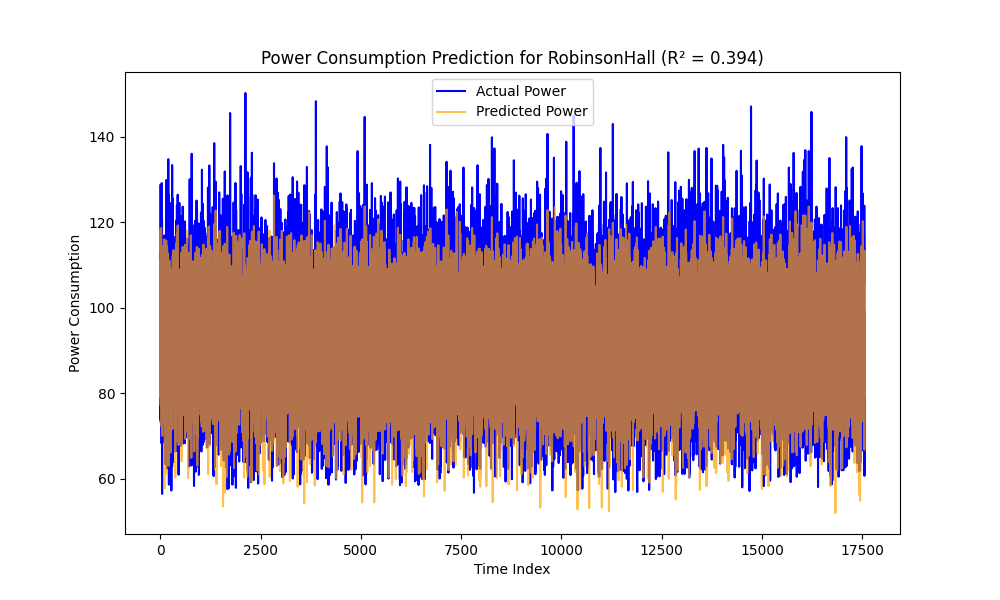 Power Consumption Prediction for RobinsonHall (R² = 0.394)
Actual Power
Predicted Power
Power Consumption
140
120
100
80
60
0 2500 5000 7500 10000 12500 15000 17500
Time Index